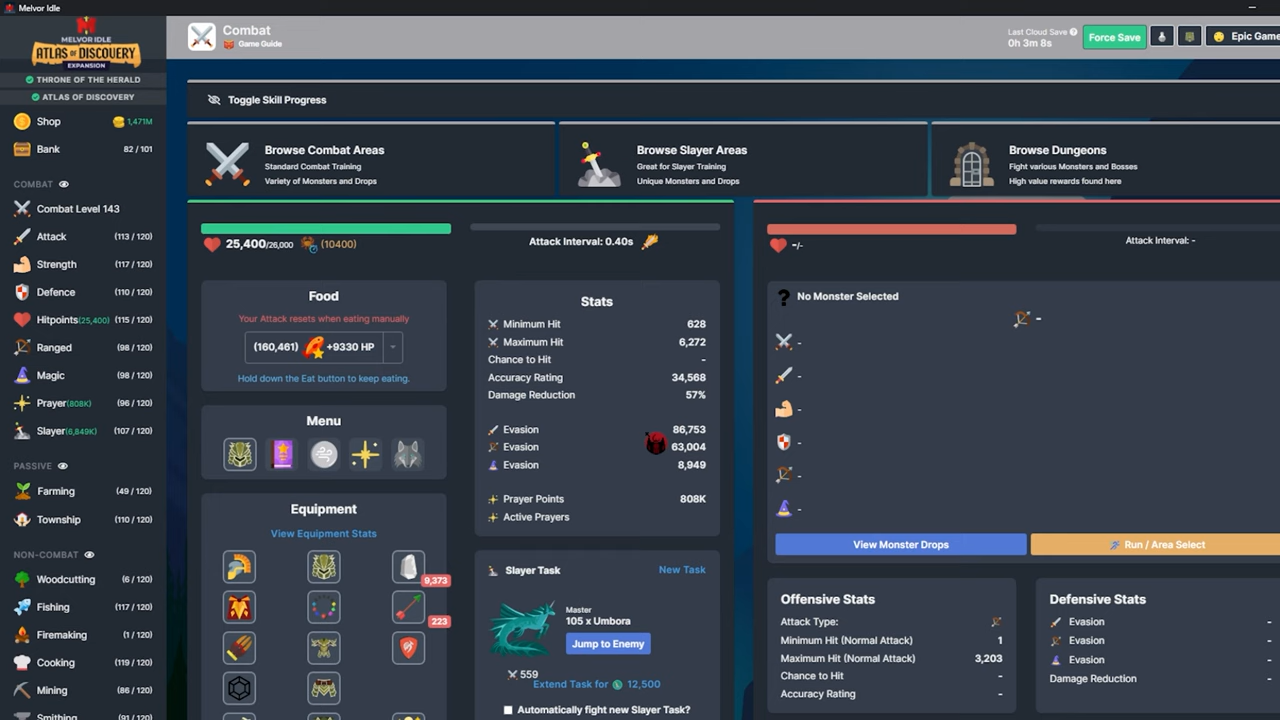 Melvor Idle
MELVOR IDLE
ATLAS OF DISCOVERY
EXPANSION
THRONE OF THE HERALD
ATLAS OF DISCOVERY
Shop 1,471M
Bank 82 / 101
COMBAT
Combat Level 143
Attack (113 / 120)
Strength (117 / 120)
Defence (110 / 120)
Hitpoints(25,400) (115 / 120)
Ranged (98 / 120)
Magic (98 / 120)
Prayer(808K) (96 / 120)
Slayer(6,849K) (107 / 120)
PASSIVE
Farming (49 / 120)
Township (110 / 120)
NON-COMBAT
Woodcutting (6 / 120)
Fishing (117 / 120)
Firemaking (1 / 120)
Cooking (119 / 120)
Mining (86 / 120)
Smithing (91 / 120)
Combat
Game Guide
Last Cloud Save
0h 3m 8s
Force Save
Epic Game
Toggle Skill Progress
Browse Combat Areas
Standard Combat Training
Variety of Monsters and Drops
Browse Slayer Areas
Great for Slayer Training
Unique Monsters and Drops
Browse Dungeons
Fight various Monsters and Bosses
High value rewards found here
25,400/26,000 (10400)
Attack Interval: 0.40s
Food
Your Attack resets when eating manually
(160,461) +9330 HP
Hold down the Eat button to keep eating.
Menu
Equipment
View Equipment Stats
9,373
223
Stats
Minimum Hit 628
Maximum Hit 6,272
Chance to Hit -
Accuracy Rating 34,568
Damage Reduction 57%
Evasion 86,753
Evasion 63,004
Evasion 8,949
Prayer Points 808K
Active Prayers
Slayer Task New Task
Master
105 x Umbora
Jump to Enemy
559
Extend Task for 12,500
Automatically fight new Slayer Task?
-/-
Attack Interval: -
No Monster Selected
-
-
-
-
-
-
-
View Monster Drops
Run / Area Select
Offensive Stats
Attack Type:
Minimum Hit (Normal Attack) 1
Maximum Hit (Normal Attack) 3,203
Chance to Hit -
Accuracy Rating -
Defensive Stats
Evasion -
Evasion -
Evasion -
Damage Reduction -